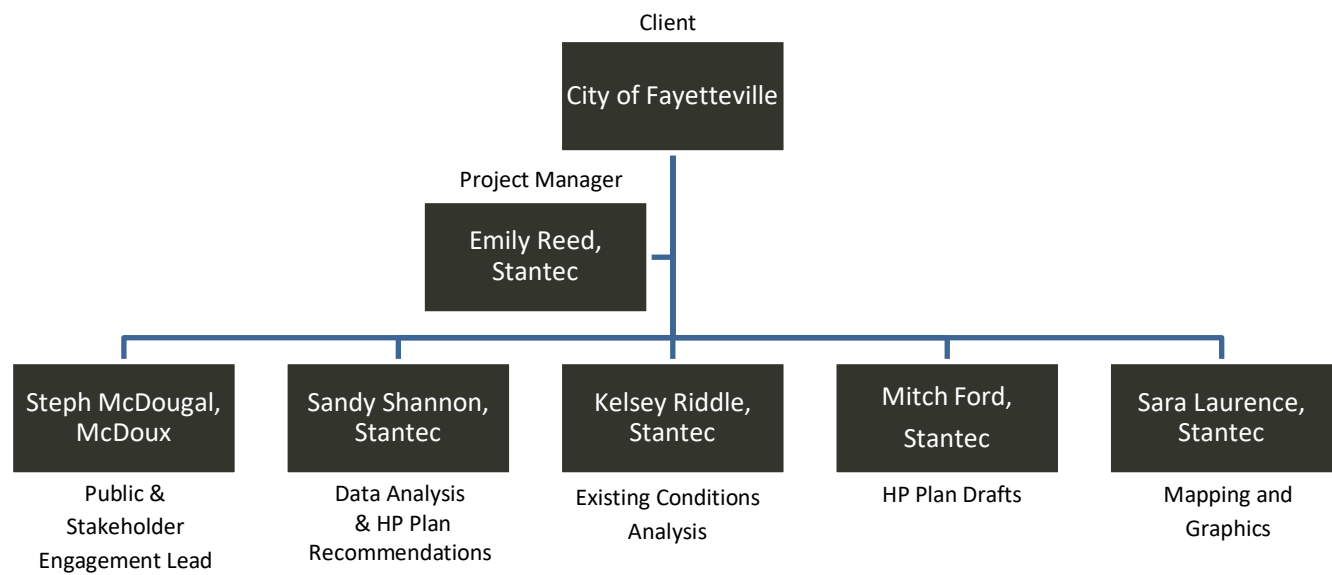 Client
City of Fayetteville
Project Manager
Emily Reed,
Stantec
Steph McDougal,
McDoux
Public &
Stakeholder
Engagement Lead
Sandy Shannon,
Stantec
Data Analysis
& HP Plan
Recommendations
Kelsey Riddle,
Stantec
Existing Conditions
Analysis
Mitch Ford,
Stantec
HP Plan Drafts
Sara Laurence,
Stantec
Mapping and
Graphics